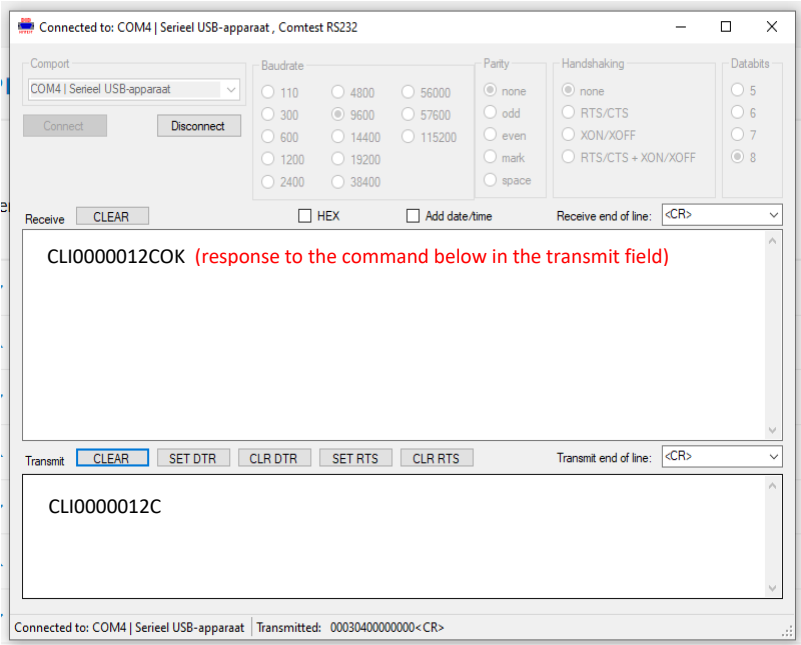 Connected to: COM4 | Serieel USB-apparaat , Comtest RS232
Comport
COM4 | Serieel USB-apparaat
Connect Disconnect
Baudrate
110 4800 56000
300 9600 57600
600 14400 115200
1200 19200
2400 38400
Parity
none
odd
even
mark
space
Handshaking
none
RTS/CTS
XON/XOFF
RTS/CTS + XON/XOFF
Databits
5
6
7
8
Receive CLEAR HEX Add date/time Receive end of line: <CR>
CLI0000012COK (response to the command below in the transmit field)
Transmit CLEAR SET DTR CLR DTR SET RTS CLR RTS Transmit end of line: <CR>
CLI0000012C
Connected to: COM4 | Serieel USB-apparaat Transmitted: 00030400000000<CR>